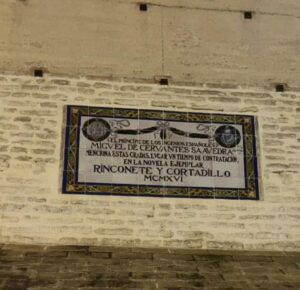 EL PRINCIPE DE LOS INGENIOS ESPAÑOLES
MIGVEL DE CERVANTES SAAVEDRA
MENCIONA ESTAS GRADAS, LUGAR UN TIEMPO DE CONTRATACION,
EN LA NOVELA EJEMPLAR
RINCONETE Y CORTADILLO
MCMXVI